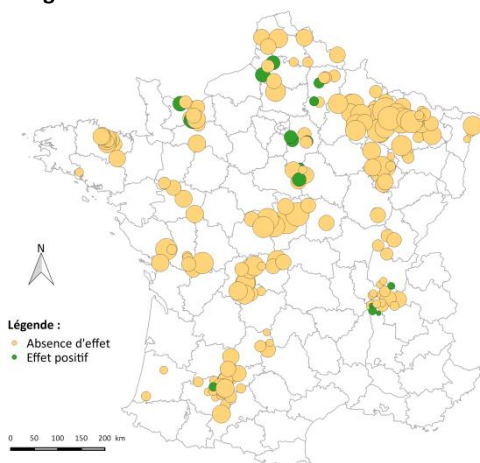 N
Légende :
Absence d'effet
Effet positif
0 50 100 150 200 km